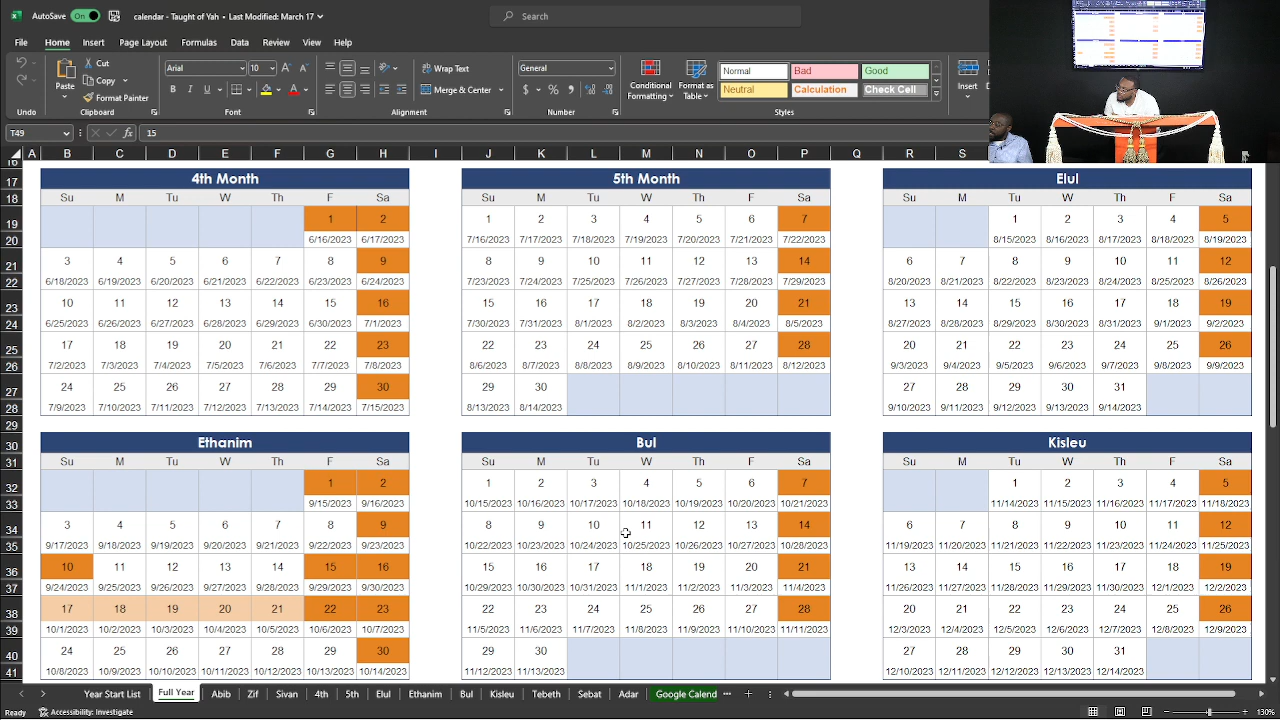 AutoSave On calendar - Taught of Yah • Last Modified: March 17 Search
File Home Insert Page Layout Formulas Data Review View Help
Cut
Copy
Format Painter
Paste
Clipboard
Arial 10
Font
Wrap Text
Merge & Center
Alignment
General
Number
Conditional Formatting
Format as Table
Normal Bad Good
Neutral Calculation Check Cell
Styles
Insert
T49 15
A B C D E F G H J K L M N O P Q R S
17 4th Month 5th Month Elul
18 Su M Tu W Th F Sa Su M Tu W Th F Sa Su M Tu W Th F Sa
19 1 2 1 2 3 4 5 6 7 1 2 3 4 5
20 6/16/2023 6/17/2023 7/16/2023 7/17/2023 7/18/2023 7/19/2023 7/20/2023 7/21/2023 7/22/2023 8/15/2023 8/16/2023 8/17/2023 8/18/2023 8/19/2023
21 3 4 5 6 7 8 9 8 9 10 11 12 13 14 6 7 8 9 10 11 12
22 6/18/2023 6/19/2023 6/20/2023 6/21/2023 6/22/2023 6/23/2023 6/24/2023 7/23/2023 7/24/2023 7/25/2023 7/26/2023 7/27/2023 7/28/2023 7/29/2023 8/20/2023 8/21/2023 8/22/2023 8/23/2023 8/24/2023 8/25/2023 8/26/2023
23 10 11 12 13 14 15 16 15 16 17 18 19 20 21 13 14 15 16 17 18 19
24 6/25/2023 6/26/2023 6/27/2023 6/28/2023 6/29/2023 6/30/2023 7/1/2023 7/30/2023 7/31/2023 8/1/2023 8/2/2023 8/3/2023 8/4/2023 8/5/2023 8/27/2023 8/28/2023 8/29/2023 8/30/2023 8/31/2023 9/1/2023 9/2/2023
25 17 18 19 20 21 22 23 22 23 24 25 26 27 28 20 21 22 23 24 25 26
26 7/2/2023 7/3/2023 7/4/2023 7/5/2023 7/6/2023 7/7/2023 7/8/2023 8/6/2023 8/7/2023 8/8/2023 8/9/2023 8/10/2023 8/11/2023 8/12/2023 9/3/2023 9/4/2023 9/5/2023 9/6/2023 9/7/2023 9/8/2023 9/9/2023
27 24 25 26 27 28 29 30 29 30 27 28 29 30 31
28 7/9/2023 7/10/2023 7/11/2023 7/12/2023 7/13/2023 7/14/2023 7/15/2023 8/13/2023 8/14/2023 9/10/2023 9/11/2023 9/12/2023 9/13/2023 9/14/2023
29
30 Ethanim Bul Kisleu
31 Su M Tu W Th F Sa Su M Tu W Th F Sa Su M Tu W Th F Sa
32 1 2 1 2 3 4 5 6 7 1 2 3 4 5
33 9/15/2023 9/16/2023 10/15/2023 10/16/2023 10/17/2023 10/18/2023 10/19/2023 10/20/2023 10/21/2023 11/14/2023 11/15/2023 11/16/2023 11/17/2023 11/18/2023
34 3 4 5 6 7 8 9 8 9 10 11 12 13 14 6 7 8 9 10 11 12
35 9/17/2023 9/18/2023 9/19/2023 9/20/2023 9/21/2023 9/22/2023 9/23/2023 10/22/2023 10/23/2023 10/24/2023 10/25/2023 10/26/2023 10/27/2023 10/28/2023 11/19/2023 11/20/2023 11/21/2023 11/22/2023 11/23/2023 11/24/2023 11/25/2023
36 10 11 12 13 14 15 16 15 16 17 18 19 20 21 13 14 15 16 17 18 19
37 9/24/2023 9/25/2023 9/26/2023 9/27/2023 9/28/2023 9/29/2023 9/30/2023 10/29/2023 10/30/2023 10/31/2023 11/1/2023 11/2/2023 11/3/2023 11/4/2023 11/26/2023 11/27/2023 11/28/2023 11/29/2023 11/30/2023 12/1/2023 12/2/2023
38 17 18 19 20 21 22 23 22 23 24 25 26 27 28 20 21 22 23 24 25 26
39 10/1/2023 10/2/2023 10/3/2023 10/4/2023 10/5/2023 10/6/2023 10/7/2023 11/5/2023 11/6/2023 11/7/2023 11/8/2023 11/9/2023 11/10/2023 11/11/2023 12/3/2023 12/4/2023 12/5/2023 12/6/2023 12/7/2023 12/8/2023 12/9/2023
40 24 25 26 27 28 29 30 29 30 27 28 29 30 31
41 10/8/2023 10/9/2023 10/10/2023 10/11/2023 10/12/2023 10/13/2023 10/14/2023 11/12/2023 11/13/2023 12/10/2023 12/11/2023 12/12/2023 12/13/2023 12/14/2023
Year Start List Full Year Abib Zif Sivan 4th 5th Elul Ethanim Bul Kisleu Tebeth Sebat Adar Google Calend
Ready Accessibility: Investigate 130%